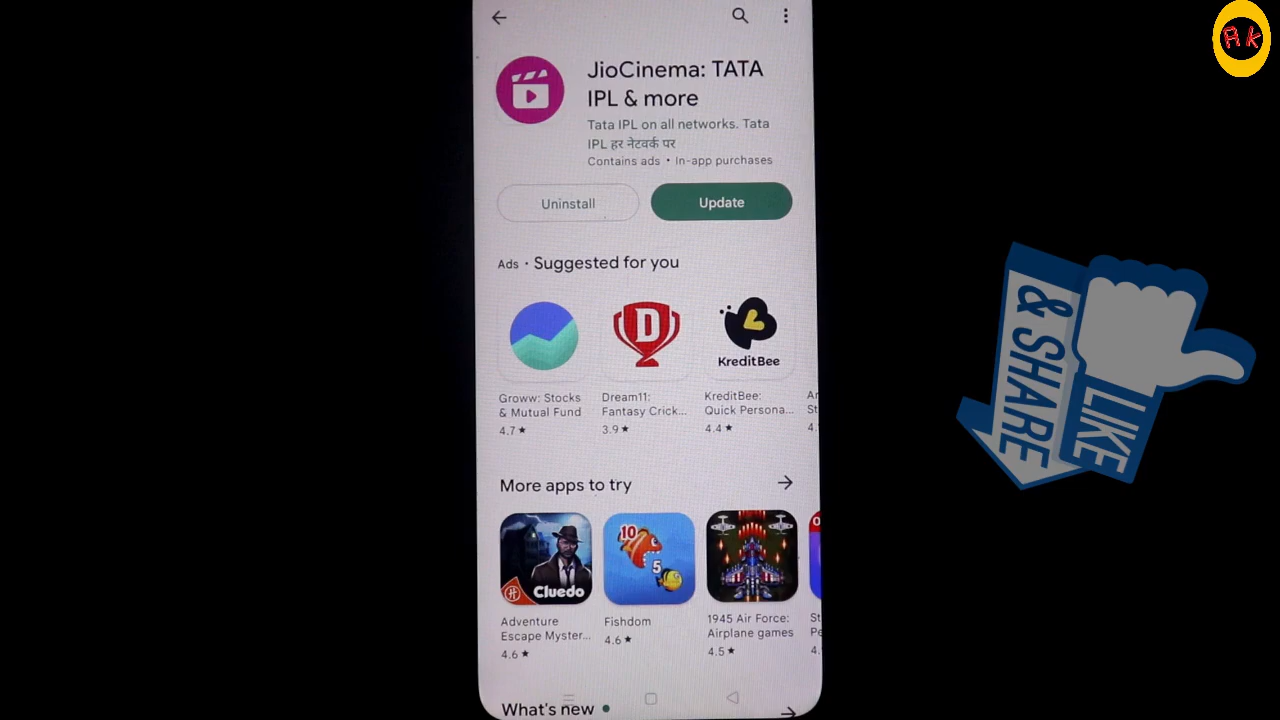 AK
JioCinema: TATA
IPL & more
Tata IPL on all networks. Tata
IPL हर नेटवर्क पर
Contains ads • In-app purchases
Uninstall
Update
Ads • Suggested for you
D
KreditBee
Groww: Stocks
& Mutual Fund
4.7★
Dream11:
Fantasy Crick...
3.9★
KreditBee:
Quick Persona...
4.4★
LIKE
& SHARE
More apps to try
Cluedo
10
5
Adventure
Escape Myster...
4.6★
Fishdom
4.6★
1945 Air Force:
Airplane games
4.5★
What's new